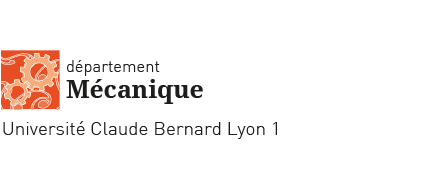 département
Mécanique
Université Claude Bernard Lyon 1